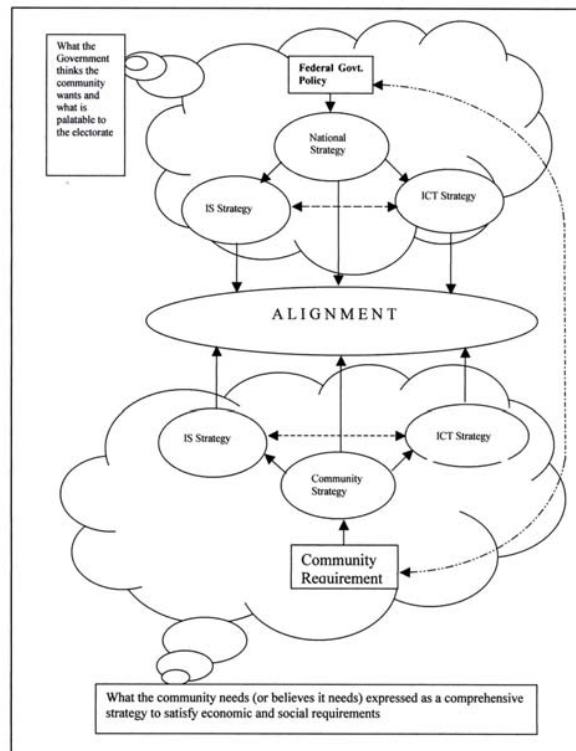 What the
Government
thinks the
community
wants and
what is
palatable to
the electorate
Federal Govt.
Policy
National
Strategy
IS Strategy
ICT Strategy
ALIGNMENT
IS Strategy
ICT Strategy
Community
Strategy
Community
Requirement
What the community needs (or believes it needs) expressed as a comprehensive
strategy to satisfy economic and social requirements